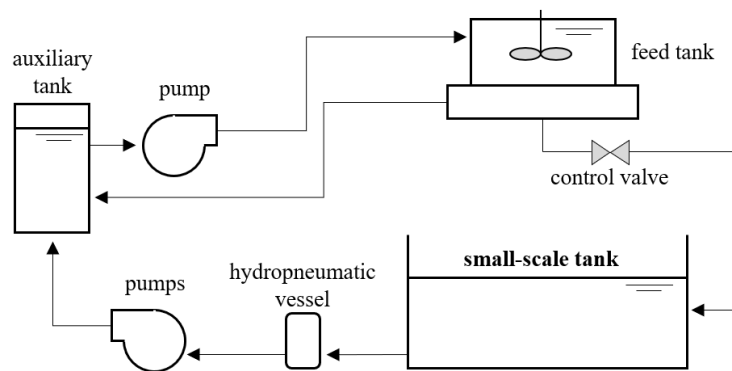 auxiliary
tank
pump
feed tank
control valve
small-scale tank
hydropneumatic
vessel
pumps